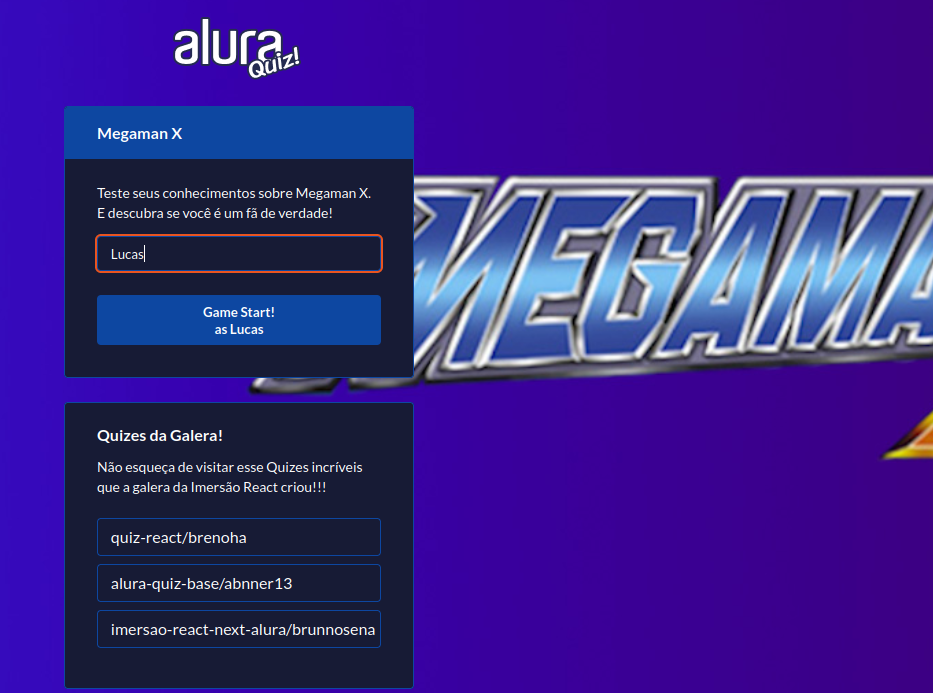 alura
Quiz!
Megaman X
Teste seus conhecimentos sobre Megaman X.
E descubra se você é um fã de verdade!
Lucas
Game Start!
as Lucas
MEGAMA
Quizes da Galera!
Não esqueça de visitar esse Quizes incríveis
que a galera da Imersão React criou!!!
quiz-react/brenoha
alura-quiz-base/abnner13
imersao-react-next-alura/brunnosena